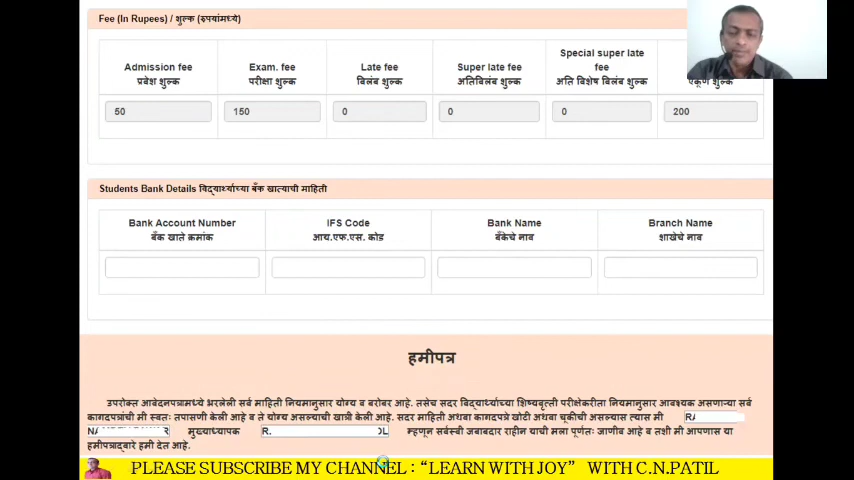 Fee (In Rupees) / शुल्क (रुपयांमध्ये)
Admission fee Exam. fee Late fee Super late fee Special super late fee
प्रवेश शुल्क परीक्षा शुल्क विलंब शुल्क अतिविलंब शुल्क अति विशेष विलंब शुल्क एकूण शुल्क
50 150 0 0 0 200
Students Bank Details विद्यार्थ्याच्या बँक खात्याची माहिती
Bank Account Number IFS Code Bank Name Branch Name
बँक खाते क्रमांक आय.एफ.एस. कोड बँकेचे नाव शाखेचे नाव
हमीपत्र
उपरोक्त आवेदनपत्रामध्ये भरलेली सर्व माहिती नियमानुसार योग्य व बरोबर आहे. तसेच सदर विद्यार्थ्याच्या शिष्यवृत्ती परीक्षेकरीता नियमानुसार आवश्यक असणाऱ्या सर्व
कागदपत्रांची मी स्वतः तपासणी केली आहे व ते योग्य असल्याची खात्री केली आहे. सदर माहिती अथवा कागदपत्रे खोटी अथवा चूकीची असल्यास त्यास मी
मुख्याध्यापक R. OL म्हणून सर्वस्वी जबाबदार राहीन याची मला पूर्णतः जाणीव आहे व तशी मी आपणास या
हमीपत्राद्वारे हमी देत आहे.
PLEASE SUBSCRIBE MY CHANNEL : “LEARN WITH JOY” WITH C.N.PATIL